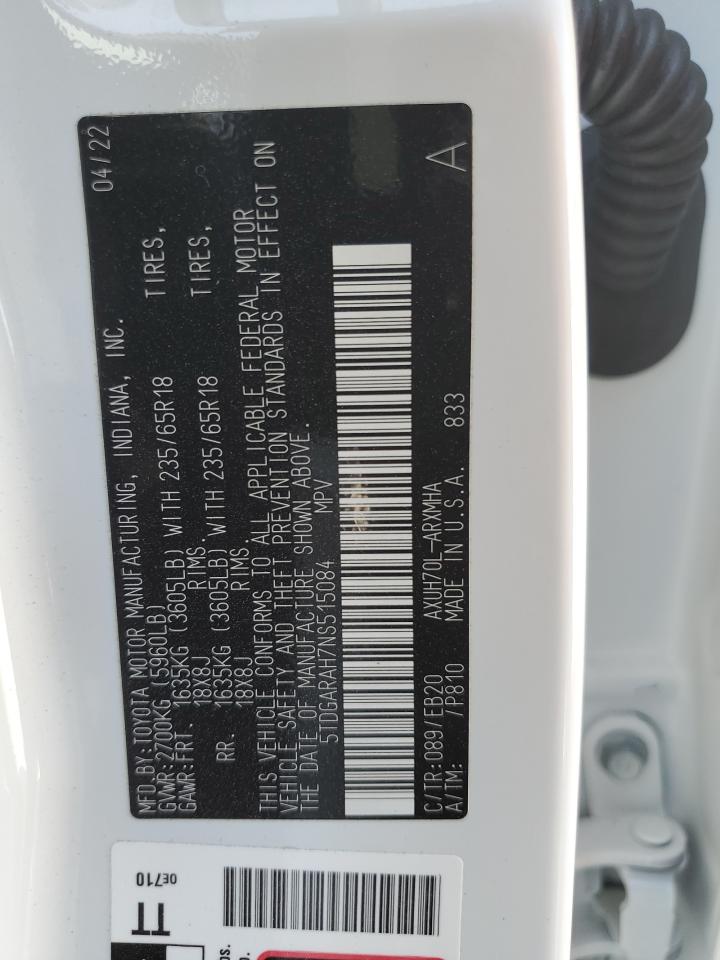 MFD.BY:TOYOTA MOTOR MANUFACTURING, INDIANA, INC. 04/22
GVWR:2700KG (5960LB)
GAWR:FRT. 1635KG (3605LB) WITH 235/65R18 TIRES,
18X8J RIMS.
RR. 1635KG (3605LB) WITH 235/65R18 TIRES,
18X8J RIMS.
THIS VEHICLE CONFORMS TO ALL APPLICABLE FEDERAL MOTOR
VEHICLE SAFETY AND THEFT PREVENTION STANDARDS IN EFFECT ON
THE DATE OF MANUFACTURE SHOWN ABOVE.
5TDGARAH7NS515084 MPV
C/TR:089/EB20 AXUH70L-ARXMHA A
A/TM: /P810 MADE IN U.S.A. 833
0E710
TT